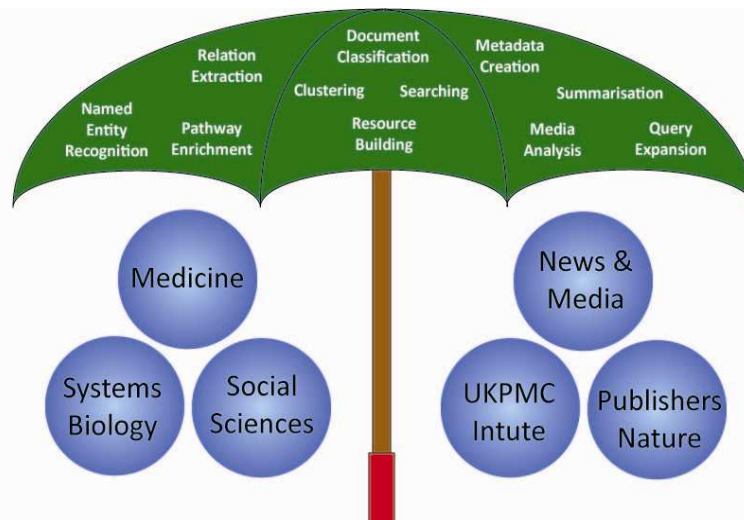 Relation
Extraction
Named
Entity
Recognition
Pathway
Enrichment
Document
Classification
Clustering
Searching
Resource
Building
Metadata
Creation
Summarisation
Media
Analysis
Query
Expansion
Medicine
Systems
Biology
Social
Sciences
News &
Media
UKPMC
Intute
Publishers
Nature